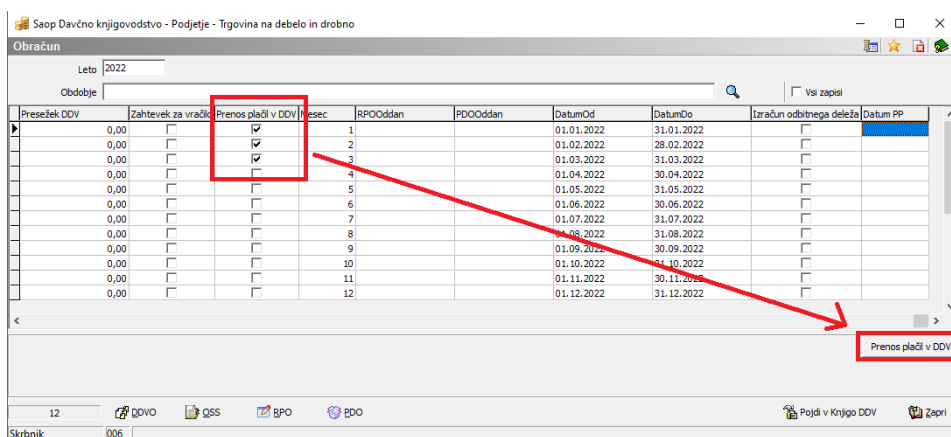 Saop Davčno knjigovodstvo - Podjetje - Trgovina na debelo in drobno
Obračun
Leto 2022
Obdobje Vsi zapisi
Presežek DDV Zahtevek za vračilo Prenos plačil v DDV Mesec RPOOddan PDOOddan DatumOd DatumDo Izračun odbitnega deleža Datum PP
0,00 1 01.01.2022 31.01.2022
0,00 2 01.02.2022 28.02.2022
0,00 3 01.03.2022 31.03.2022
0,00 4 01.04.2022 30.04.2022
0,00 5 01.05.2022 31.05.2022
0,00 6 01.06.2022 30.06.2022
0,00 7 01.07.2022 31.07.2022
0,00 8 01.08.2022 31.08.2022
0,00 9 01.09.2022 30.09.2022
0,00 10 01.10.2022 31.10.2022
0,00 11 01.11.2022 30.11.2022
0,00 12 01.12.2022 31.12.2022
Prenos plačil v DDV
12 DDVO OSS RPO PDO Pojdi v Knjigo DDV Zapri
Skrbnik 006